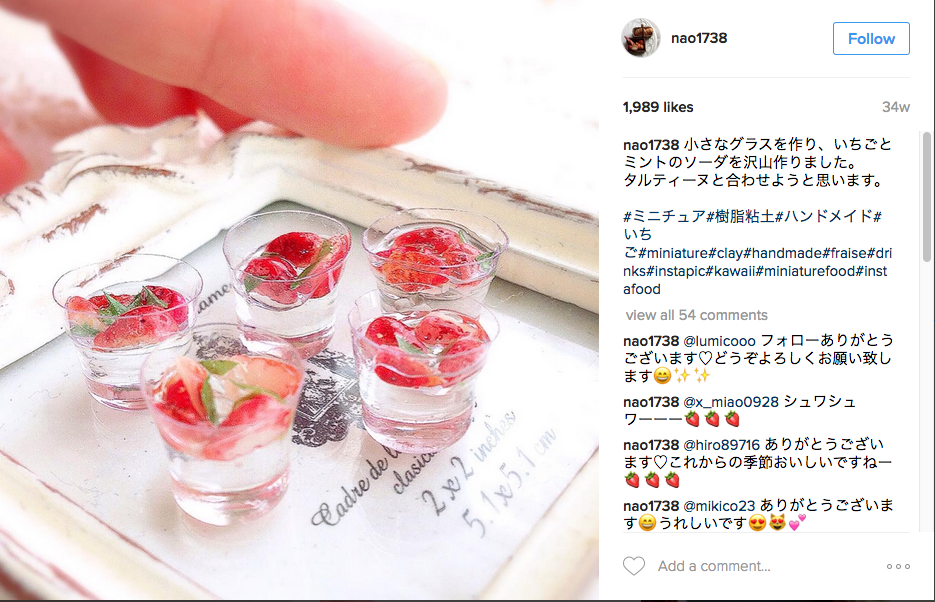 ame
Cadre de l
clasic
2 x 2 inches
5.1x5.1 cm
nao1738
Follow
1,989 likes
34w
nao1738 小さなグラスを作り、いちごと
ミントのソーダを沢山作りました。
タルティーヌと合わせようと思います。
#ミニチュア#樹脂粘土#ハンドメイド#
いち
ご#miniature#clay#handmade#fraise#dri
nks#instapic#kawaii#miniaturefood#inst
afood
view all 54 comments
nao1738 @lumicooo フォローありがとう
ございます♡どうぞよろしくお願い致し
ます😄✨✨
nao1738 @x_miao0928 シュワシュ
ワーーー🍓🍓🍓
nao1738 @hiro89716 ありがとうござい
ます♡これからの季節おいしいですねー
🍓🍓🍓
nao1738 @mikico23 ありがとうございま
す😄うれしいです😍😻💕
Add a comment...